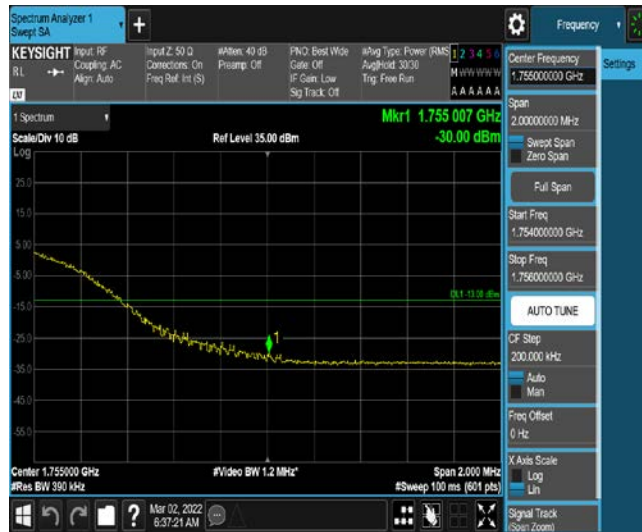 Spectrum Analyzer 1
Swept SA
Frequency
KEYSIGHT
RL
Input: RF
Coupling: AC
Align: Auto
Input Z: 50 Ω
Corrections: On
Freq Ref: Int (S)
#Atten: 40 dB
Preamp: Off
PNO: Best Wide
Gate: Off
IF Gain: Low
Sig Track: Off
#Avg Type: Power (RMS
Avg|Hold: 30/30
Trig: Free Run
1 2 3 4 5 6
M W W W W W
A A A A A A
LXI
1 Spectrum
Scale/Div 10 dB
Ref Level 35.00 dBm
Mkr1 1.755 007 GHz
-30.00 dBm
Log
25.0
15.0
5.00
-5.00
-15.0
-25.0
-35.0
-45.0
-55.0
DL1 -13.00 dBm
1
Center 1.755000 GHz
#Video BW 1.2 MHz*
Span 2.000 MHz
#Res BW 390 kHz
#Sweep 100 ms (601 pts)
Mar 02, 2022
6:37:21 AM
Center Frequency
1.755000000 GHz
Settings
Span
2.00000000 MHz
Swept Span
Zero Span
Full Span
Start Freq
1.754000000 GHz
Stop Freq
1.756000000 GHz
AUTO TUNE
CF Step
200.000 kHz
Auto
Man
Freq Offset
0 Hz
X Axis Scale
Log
Lin
Signal Track
(Span Zoom)